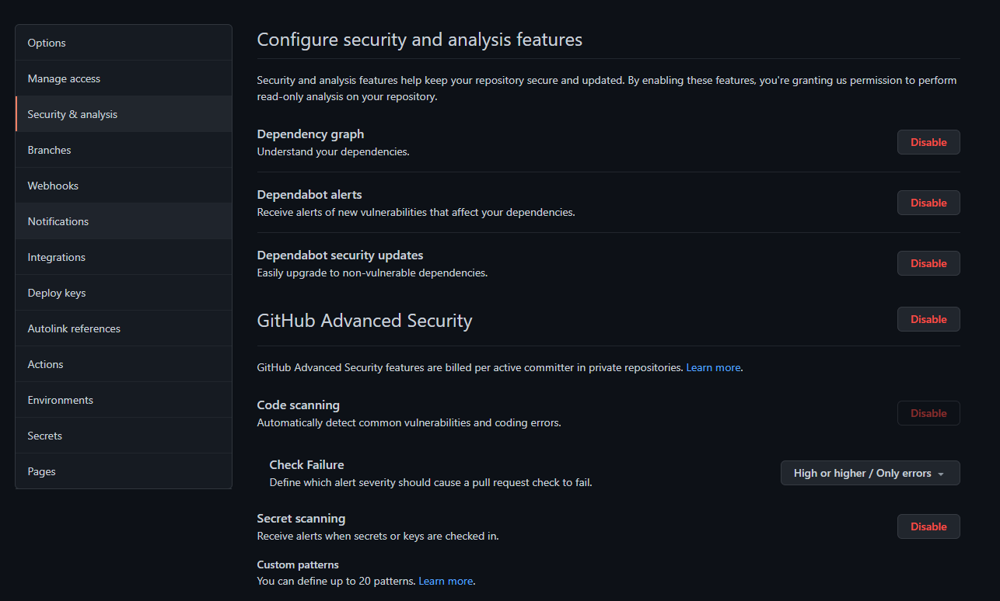 Options
Manage access
Security & analysis
Branches
Webhooks
Notifications
Integrations
Deploy keys
Autolink references
Actions
Environments
Secrets
Pages
Configure security and analysis features
Security and analysis features help keep your repository secure and updated. By enabling these features, you're granting us permission to perform
read-only analysis on your repository.
Dependency graph
Understand your dependencies.
Disable
Dependabot alerts
Receive alerts of new vulnerabilities that affect your dependencies.
Disable
Dependabot security updates
Easily upgrade to non-vulnerable dependencies.
Disable
GitHub Advanced Security
Disable
GitHub Advanced Security features are billed per active committer in private repositories. Learn more.
Code scanning
Automatically detect common vulnerabilities and coding errors.
Disable
Check Failure
Define which alert severity should cause a pull request check to fail.
High or higher / Only errors
Secret scanning
Receive alerts when secrets or keys are checked in.
Disable
Custom patterns
You can define up to 20 patterns. Learn more.